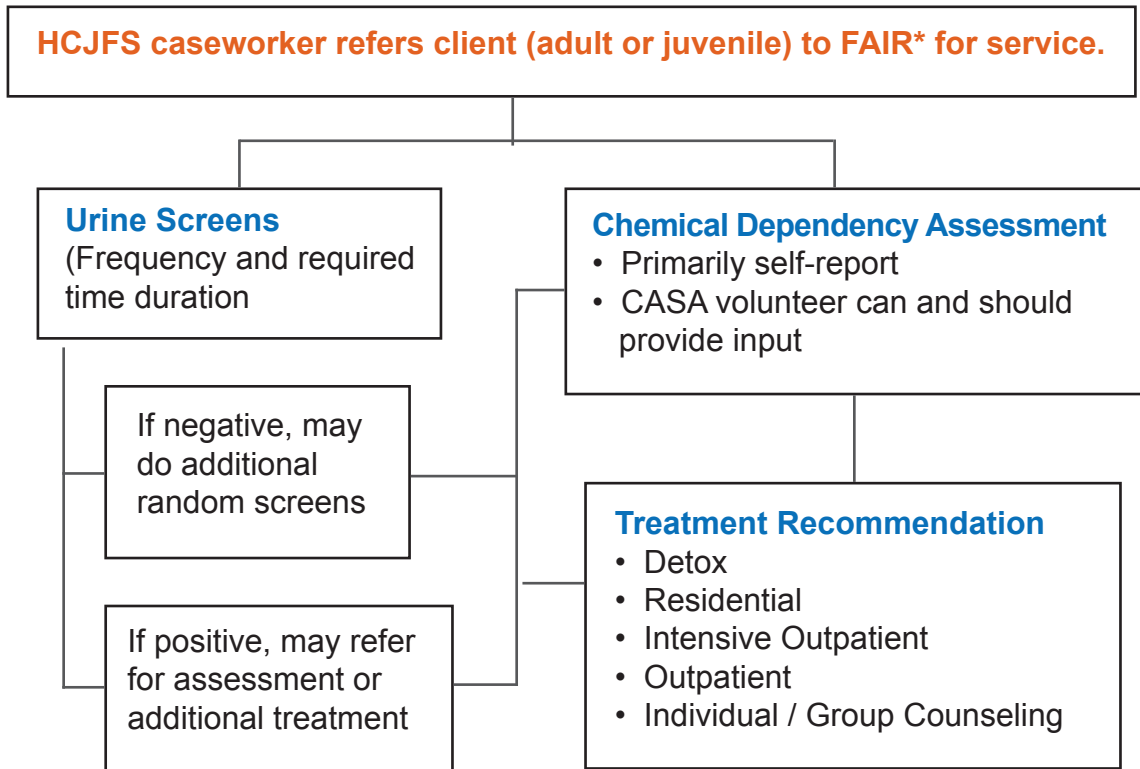 HCJFS caseworker refers client (adult or juvenile) to FAIR* for service.
Urine Screens
(Frequency and required
time duration
If negative, may
do additional
random screens
If positive, may refer
for assessment or
additional treatment
Chemical Dependency Assessment
• Primarily self-report
• CASA volunteer can and should
provide input
Treatment Recommendation
• Detox
• Residential
• Intensive Outpatient
• Outpatient
• Individual / Group Counseling